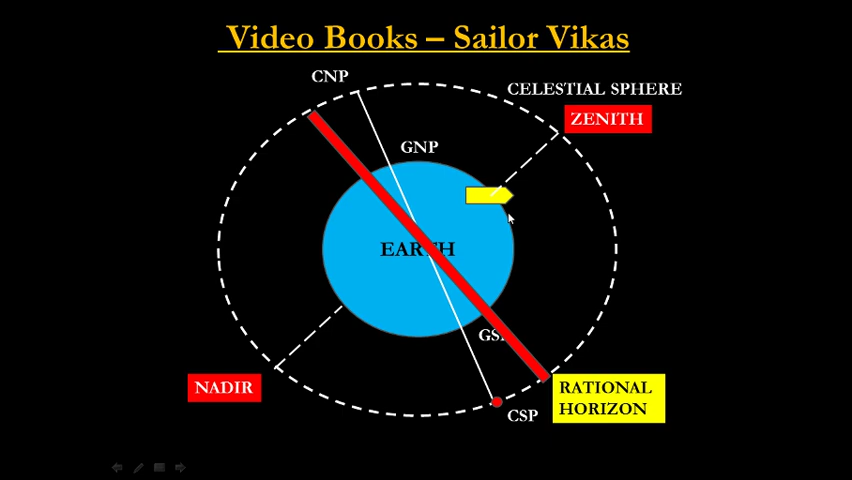 Video Books – Sailor Vikas
CNP
CELESTIAL SPHERE
ZENITH
GNP
EARTH
NADIR
RATIONAL
HORIZON
CSP